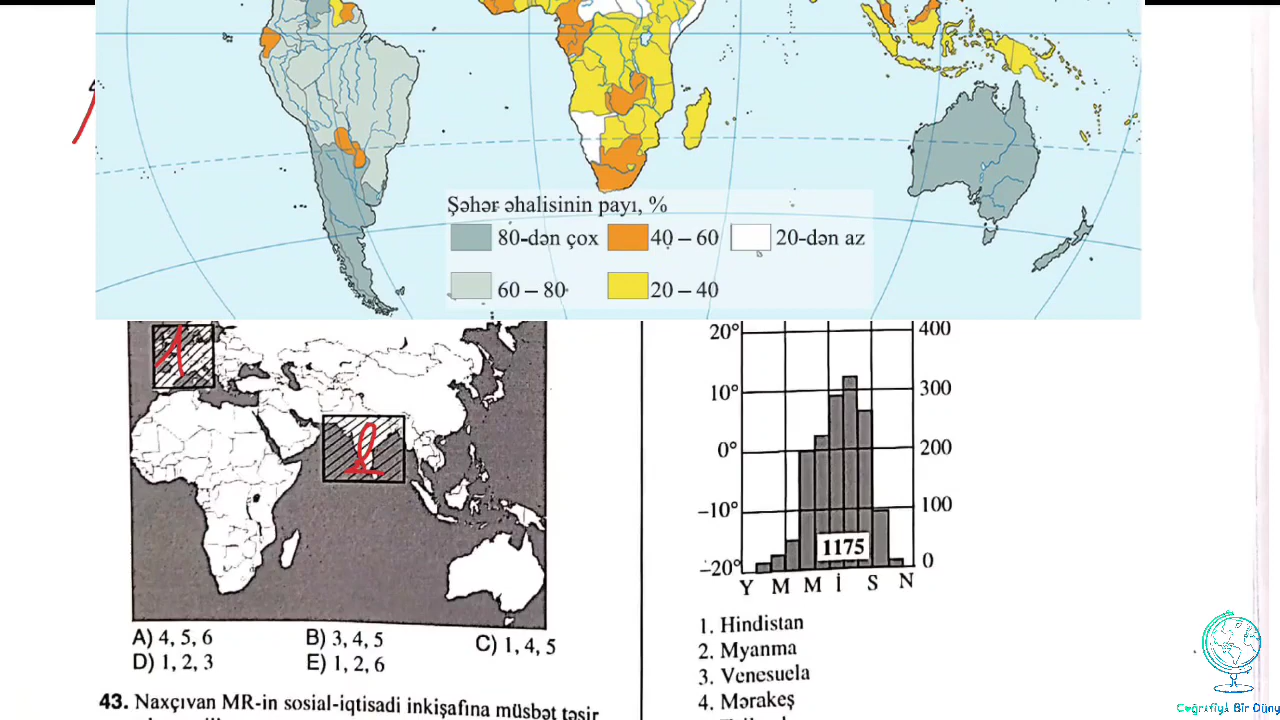 Şəhər əhalisinin payı, %
80-dən çox
40 – 60
20-dən az
60 – 80
20 – 40
1
2
A) 4, 5, 6
B) 3, 4, 5
C) 1, 4, 5
D) 1, 2, 3
E) 1, 2, 6
43. Naxçıvan MR-in sosial-iqtisadi inkişafına müsbət təsir
20° 400
10° 300
0° 200
–10° 100
–20° 0
1175
Y M M İ S N
1. Hindistan
2. Myanma
3. Venesuela
4. Mərakeş
Coğrafiya Bir Düny